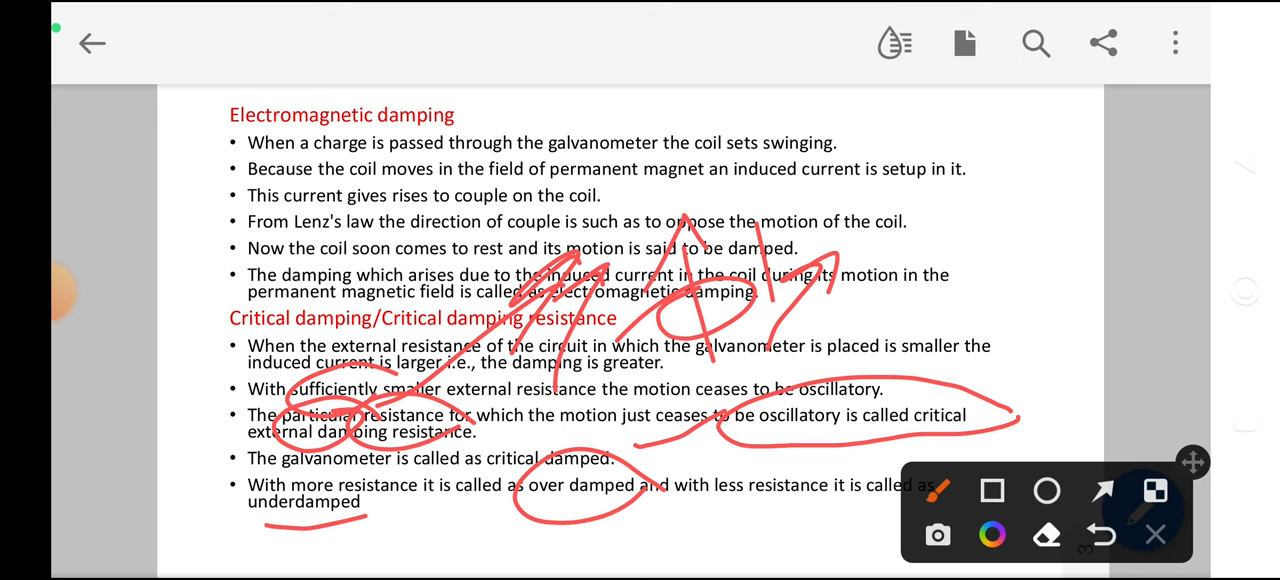 Electromagnetic damping
• When a charge is passed through the galvanometer the coil sets swinging.
• Because the coil moves in the field of permanent magnet an induced current is setup in it.
• This current gives rises to couple on the coil.
• From Lenz's law the direction of couple is such as to oppose the motion of the coil.
• Now the coil soon comes to rest and its motion is said to be damped.
• The damping which arises due to the induced current in the coil during its motion in the
permanent magnetic field is called as electromagnetic damping.
Critical damping/Critical damping resistance
• When the external resistance of the circuit in which the galvanometer is placed is smaller the
induced current is larger i.e., the damping is greater.
• With sufficiently smaller external resistance the motion ceases to be oscillatory.
• The particular resistance for which the motion just ceases to be oscillatory is called critical
external damping resistance.
• The galvanometer is called as critical damped.
• With more resistance it is called as over damped and with less resistance it is called as
underdamped
3